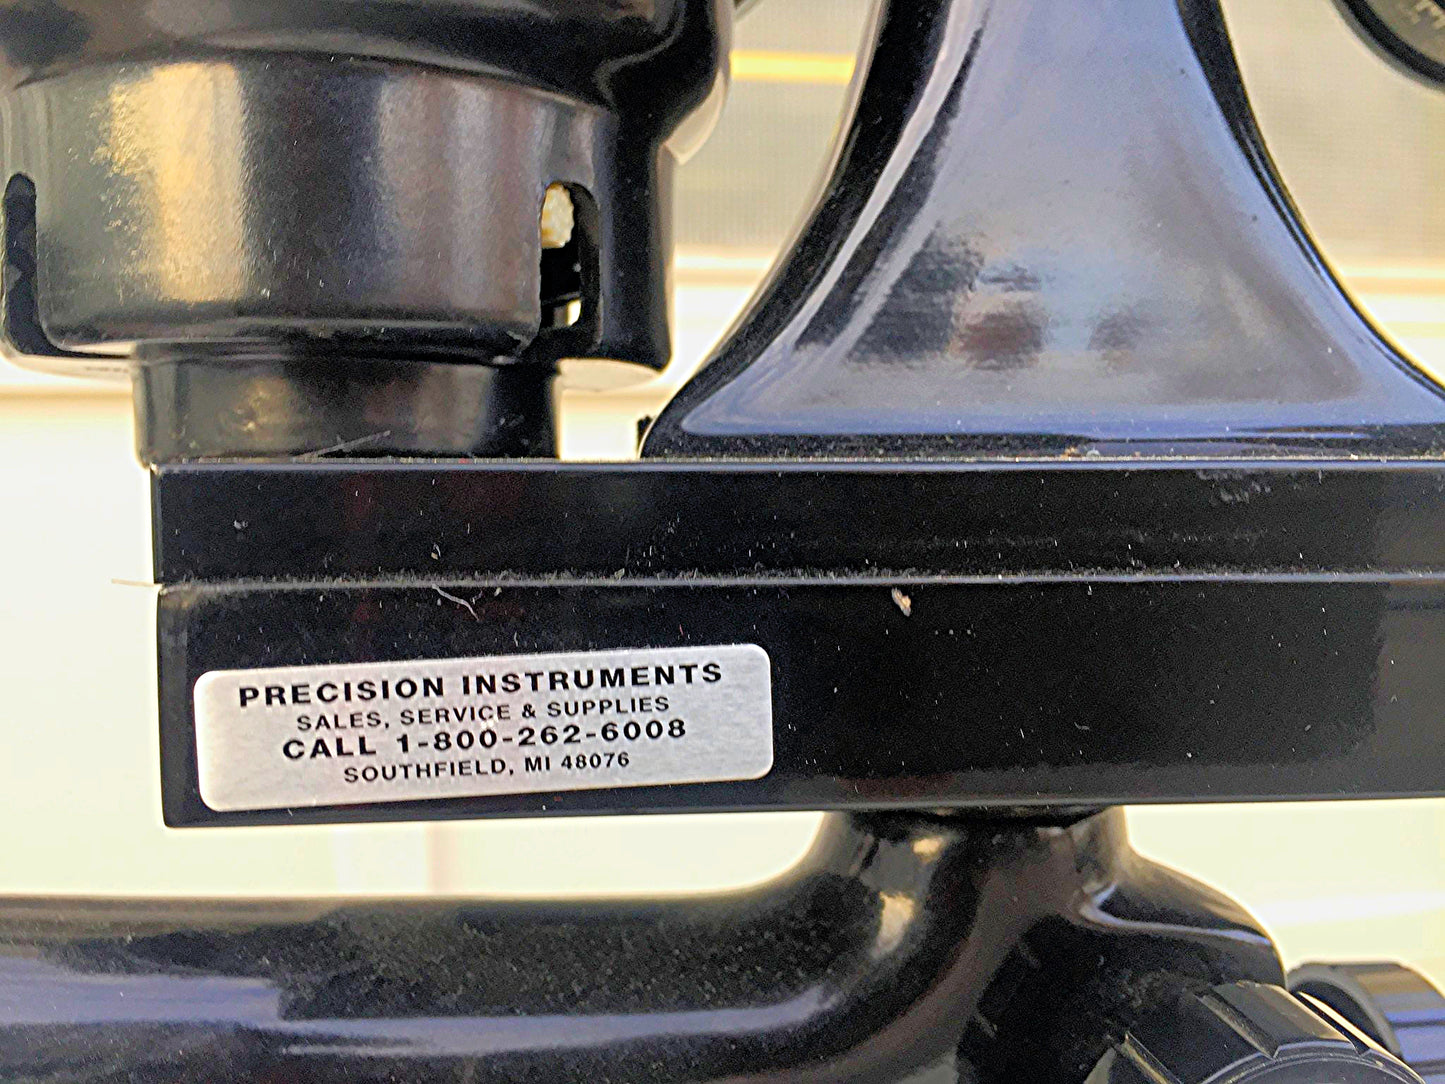 PRECISION INSTRUMENTS
SALES, SERVICE & SUPPLIES
CALL 1-800-262-6008
SOUTHFIELD, MI 48076